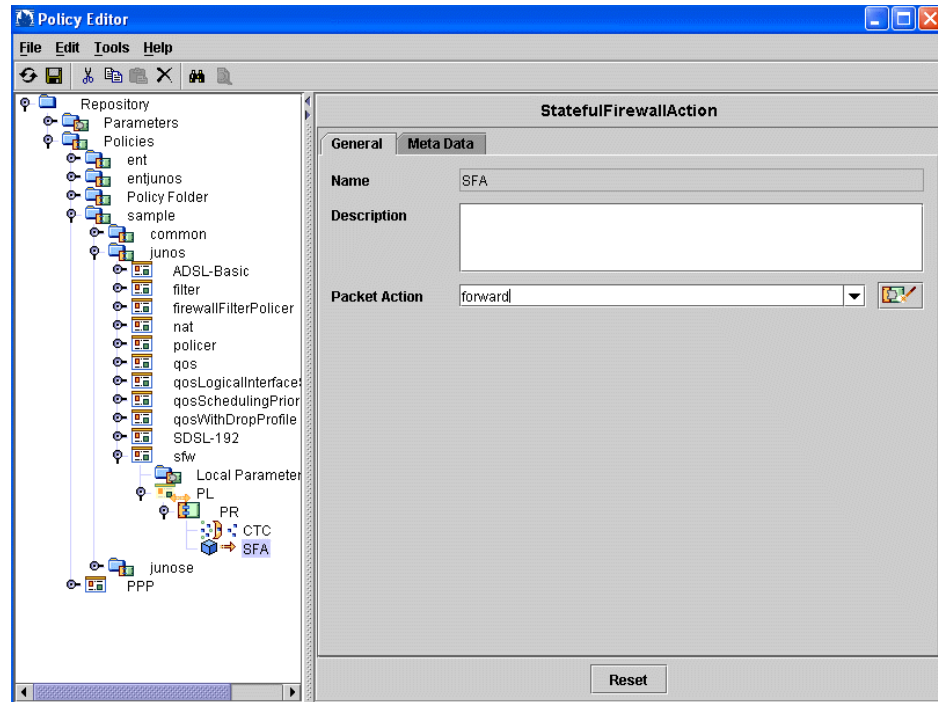 Policy Editor
File Edit Tools Help
Repository
Parameters
Policies
ent
entjunos
Policy Folder
sample
common
junos
ADSL-Basic
filter
firewallFilterPolicer
nat
policer
qos
qosLogicalInterfaceS
qosSchedulingPrior
qosWithDropProfile
SDSL-192
sfw
Local Parameter
PL
PR
CTC
SFA
junose
PPP
StatefulFirewallAction
General Meta Data
Name SFA
Description
Packet Action forward
Reset